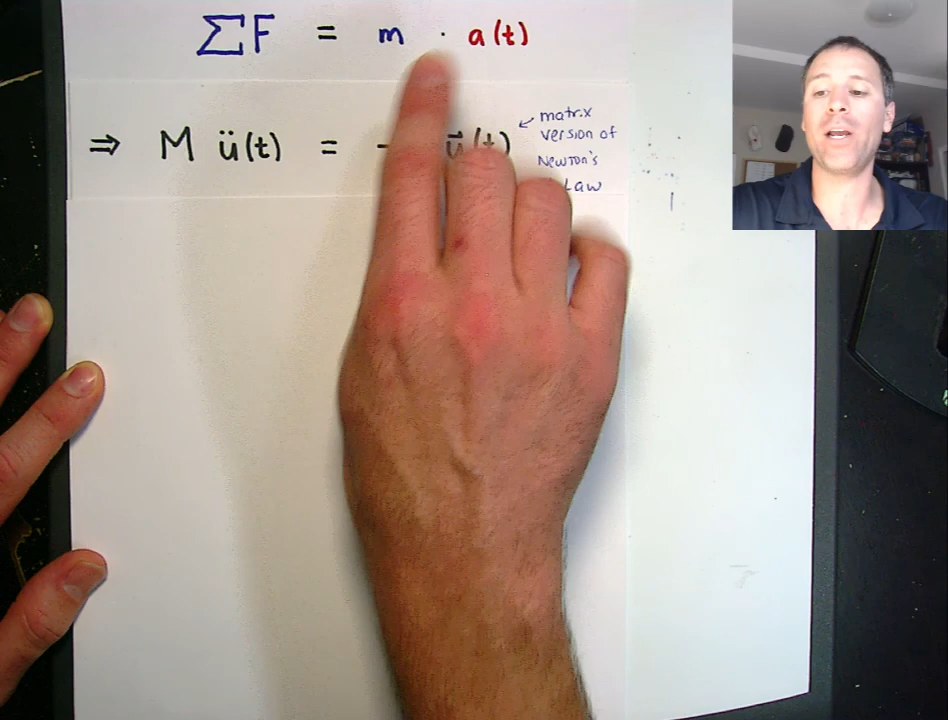 ΣF = m · a(t)
⇒ M ü(t) = - u⃗(t)
← matrix
version of
Newton's
Law